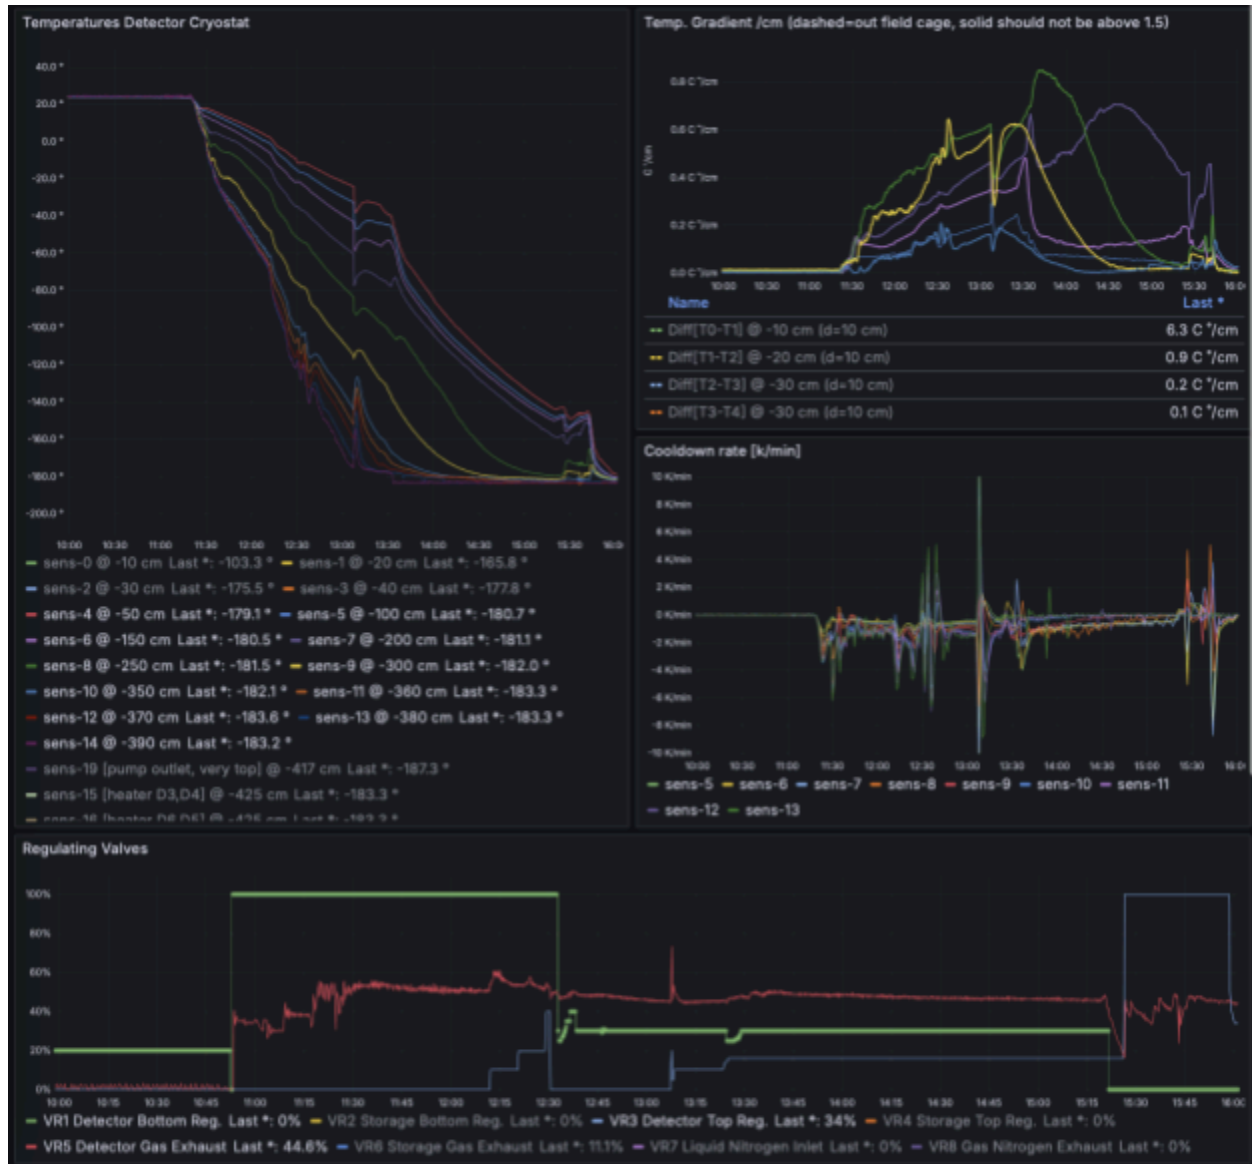 Temperatures Detector Cryostat
40.0 °
20.0 °
0.0 °
-20.0 °
-40.0 °
-60.0 °
-80.0 °
-100.0 °
-120.0 °
-140.0 °
-160.0 °
-180.0 °
-200.0 °
10:00 10:30 11:00 11:30 12:00 12:30 13:00 13:30 14:00 14:30 15:00 15:30 16:0
sens-0 @ -10 cm Last *: -103.3 ° sens-1 @ -20 cm Last *: -165.8 °
sens-2 @ -30 cm Last *: -175.5 ° sens-3 @ -40 cm Last *: -177.8 °
sens-4 @ -50 cm Last *: -179.1 ° sens-5 @ -100 cm Last *: -180.7 °
sens-6 @ -150 cm Last *: -180.5 ° sens-7 @ -200 cm Last *: -181.1 °
sens-8 @ -250 cm Last *: -181.5 ° sens-9 @ -300 cm Last *: -182.0 °
sens-10 @ -350 cm Last *: -182.1 ° sens-11 @ -360 cm Last *: -183.3 °
sens-12 @ -370 cm Last *: -183.6 ° sens-13 @ -380 cm Last *: -183.3 °
sens-14 @ -390 cm Last *: -183.2 °
sens-19 [pump outlet, very top] @ -417 cm Last *: -187.3 °
sens-15 [heater D3,D4] @ -425 cm Last *: -183.3 °
sens-16 [heater D6,D5] @ -425 cm Last *:
Temp. Gradient /cm (dashed=out field cage, solid should not be above 1.5)
C °/cm
0.8 C °/cm
0.6 C °/cm
0.4 C °/cm
0.2 C °/cm
0.0 C °/cm
10:00 10:30 11:00 11:30 12:00 12:30 13:00 13:30 14:00 14:30 15:00 15:30 16:0
Name Last *
Diff[T0-T1] @ -10 cm (d=10 cm) 6.3 C °/cm
Diff[T1-T2] @ -20 cm (d=10 cm) 0.9 C °/cm
Diff[T2-T3] @ -30 cm (d=10 cm) 0.2 C °/cm
Diff[T3-T4] @ -30 cm (d=10 cm) 0.1 C °/cm
Cooldown rate [k/min]
10 K/min
8 K/min
6 K/min
4 K/min
2 K/min
0 K/min
-2 K/min
-4 K/min
-6 K/min
-8 K/min
-10 K/min
10:00 10:30 11:00 11:30 12:00 12:30 13:00 13:30 14:00 14:30 15:00 15:30 16:0
sens-5 sens-6 sens-7 sens-8 sens-9 sens-10 sens-11
sens-12 sens-13
Regulating Valves
100%
80%
60%
40%
20%
0%
10:00 10:15 10:30 10:45 11:00 11:15 11:30 11:45 12:00 12:15 12:30 12:45 13:00 13:15 13:30 13:45 14:00 14:15 14:30 14:45 15:00 15:15 15:30 15:45 16:00
VR1 Detector Bottom Reg. Last *: 0% VR2 Storage Bottom Reg. Last *: 0% VR3 Detector Top Reg. Last *: 34% VR4 Storage Top Reg. Last *: 0%
VR5 Detector Gas Exhaust Last *: 44.6% VR6 Storage Gas Exhaust Last *: 11.1% VR7 Liquid Nitrogen Inlet Last *: 0% VR8 Gas Nitrogen Exhaust Last *: 0%